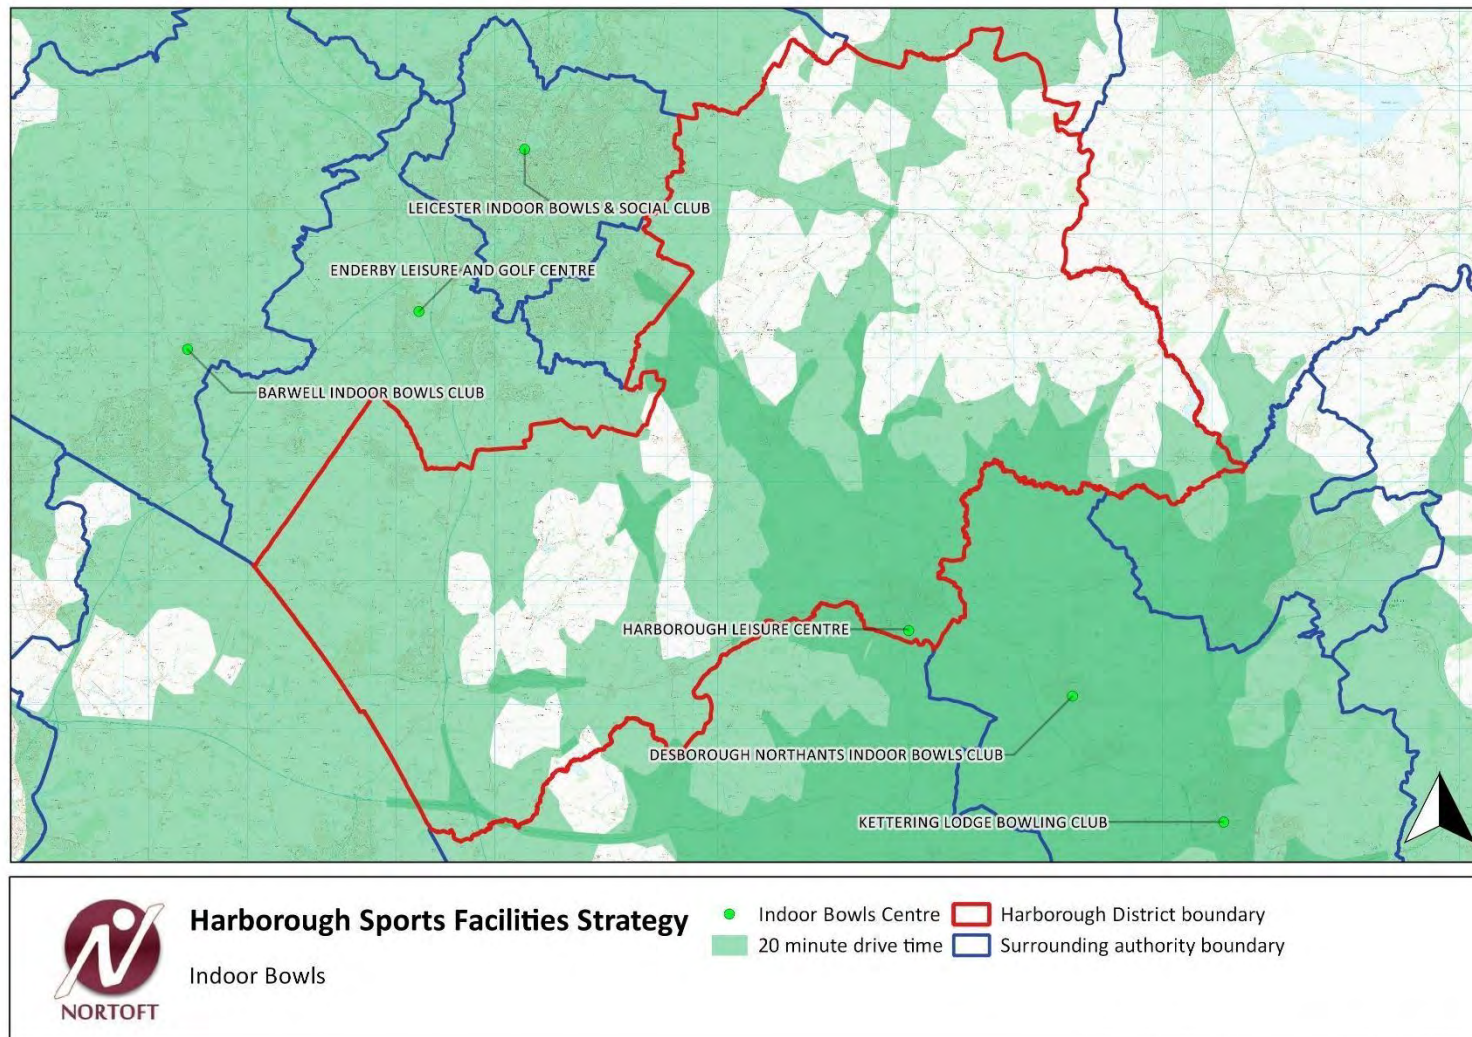 LEICESTER INDOOR BOWLS & SOCIAL CLUB
ENDERBY LEISURE AND GOLF CENTRE
BARWELL INDOOR BOWLS CLUB
HARBOROUGH LEISURE CENTRE
DESBOROUGH NORTHANTS INDOOR BOWLS CLUB
KETTERING LODGE BOWLING CLUB
NORTOFT
Harborough Sports Facilities Strategy
Indoor Bowls
Indoor Bowls Centre
20 minute drive time
Harborough District boundary
Surrounding authority boundary